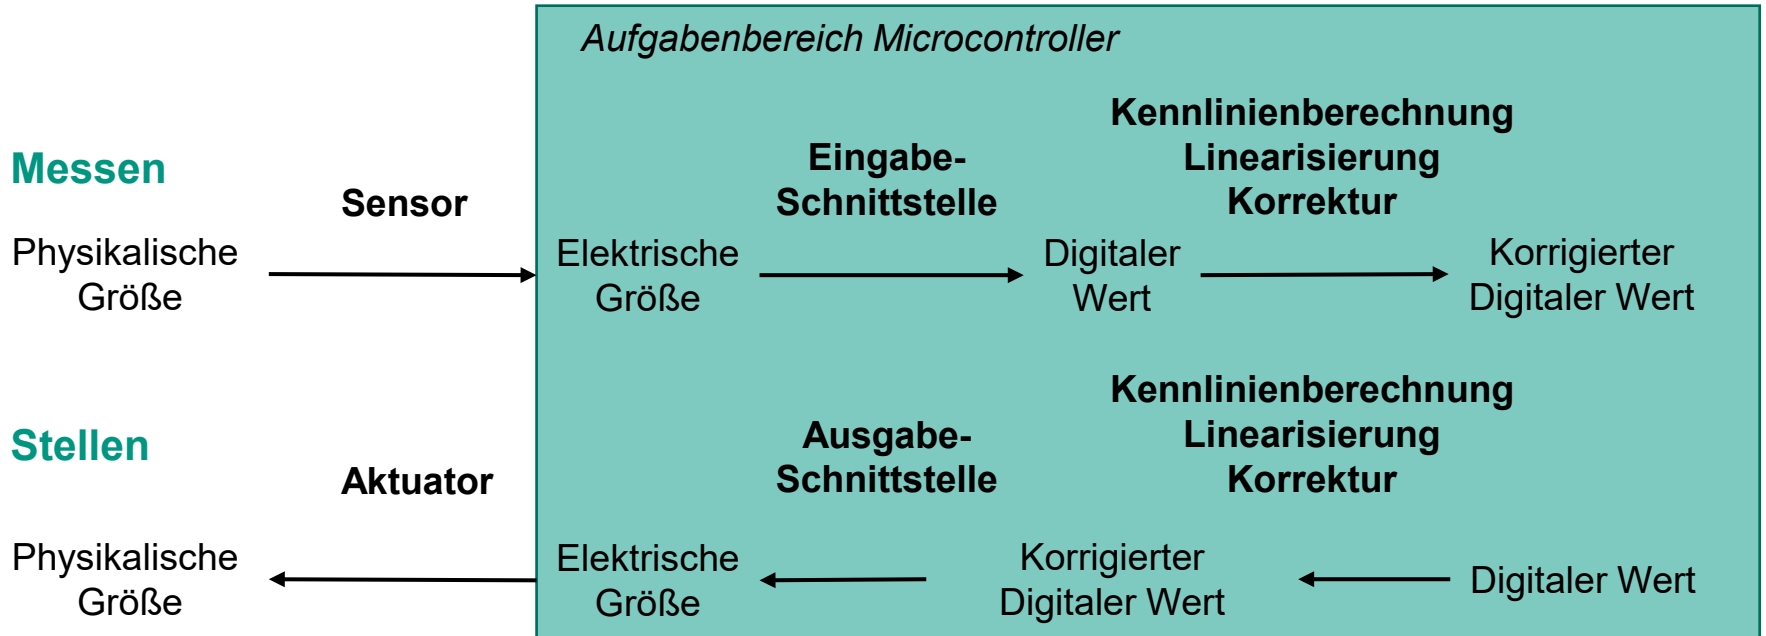 Aufgabenbereich Microcontroller
Messen
Sensor
Eingabe-
Schnittstelle
Kennlinienberechnung
Linearisierung
Korrektur
Physikalische
Größe
Elektrische
Größe
Digitaler
Wert
Korrigierter
Digitaler Wert
Stellen
Aktuator
Ausgabe-
Schnittstelle
Kennlinienberechnung
Linearisierung
Korrektur
Physikalische
Größe
Elektrische
Größe
Korrigierter
Digitaler Wert
Digitaler Wert